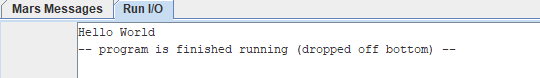 Mars Messages Run I/O
Hello World
-- program is finished running (dropped off bottom) --